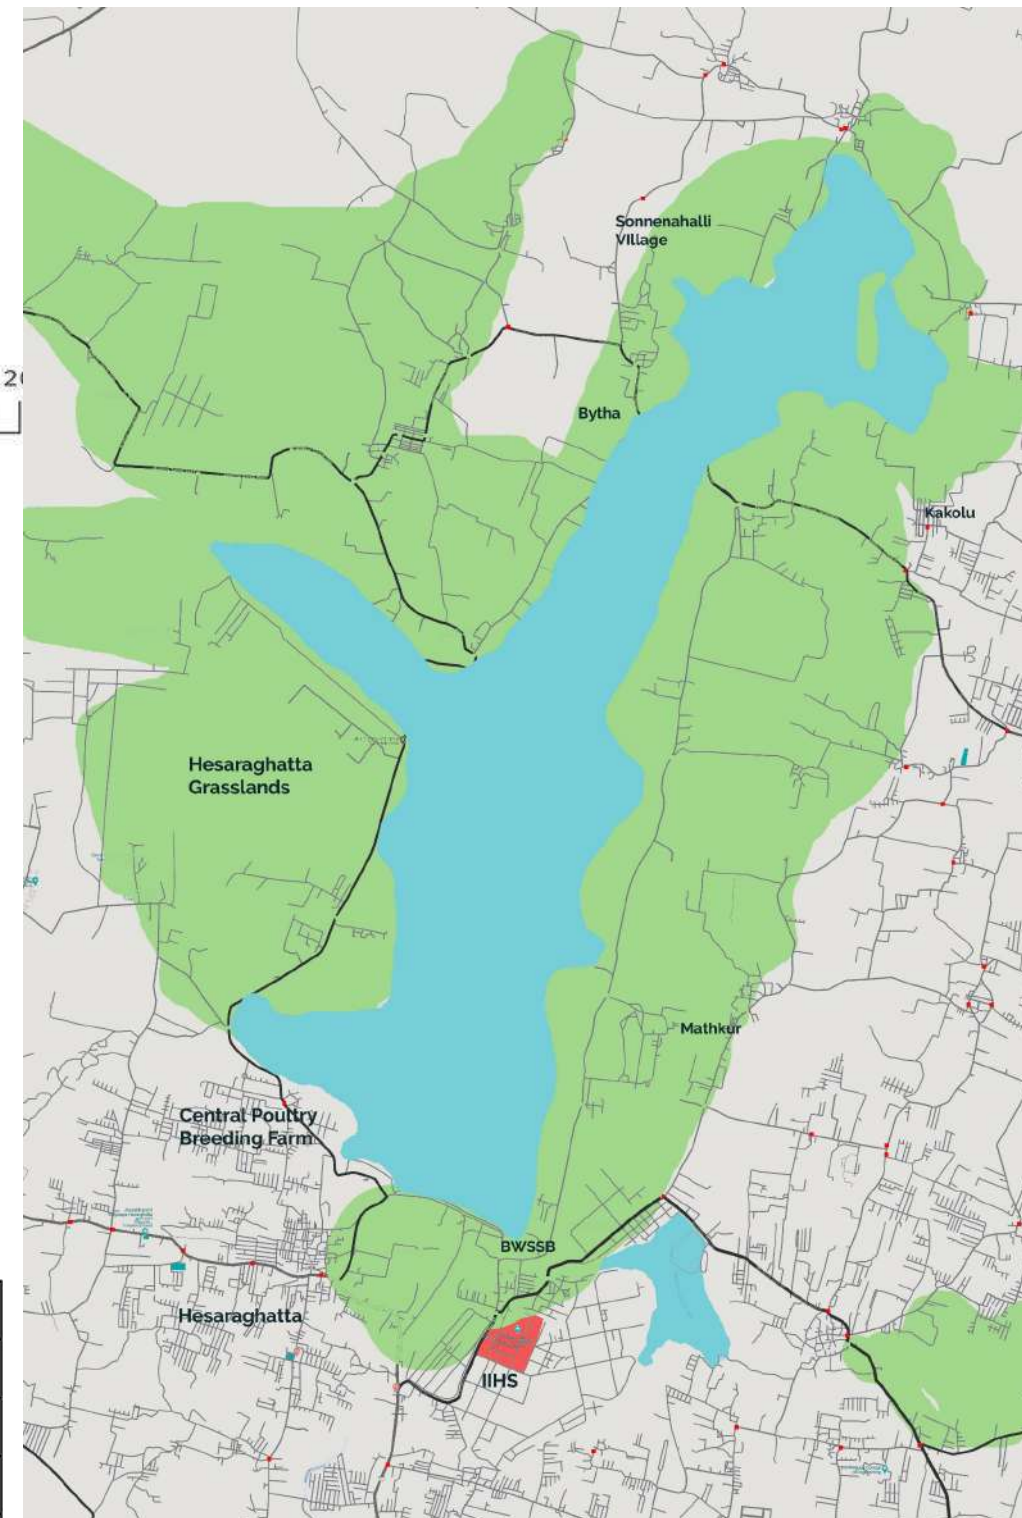 Sonnenahalli
VIllage
Bytha
Kakolu
Hesaraghatta
Grasslands
Mathkur
Central Poultry
Breeding Farm
BWSSB
Hesaraghatta
IIHS